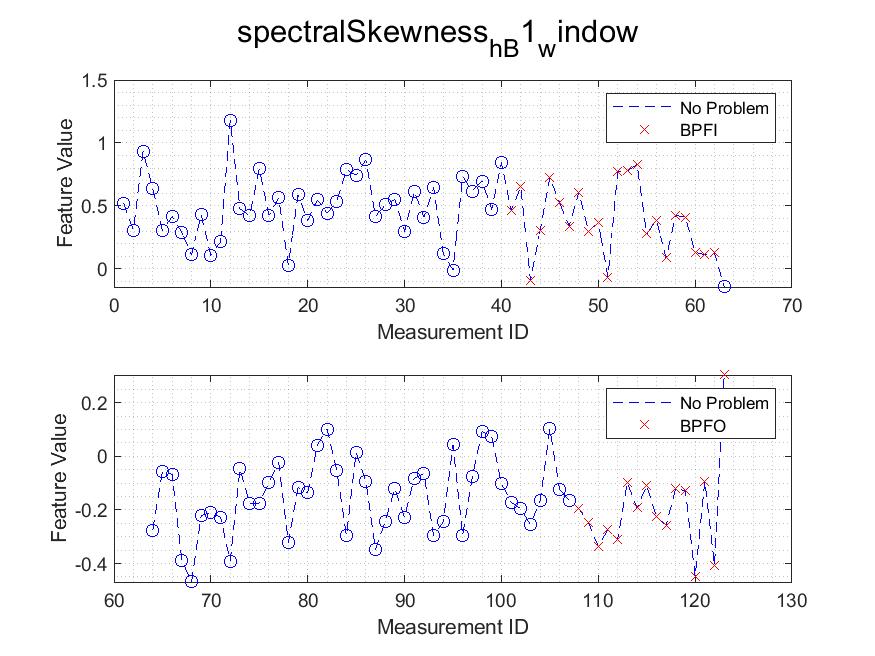 spectralSkewness_hB1_window
1.5
1
0.5
0
Feature Value
No Problem
BPFI
0 10 20 30 40 50 60 70
Measurement ID
0.2
0
-0.2
-0.4
Feature Value
No Problem
BPFO
60 70 80 90 100 110 120 130
Measurement ID